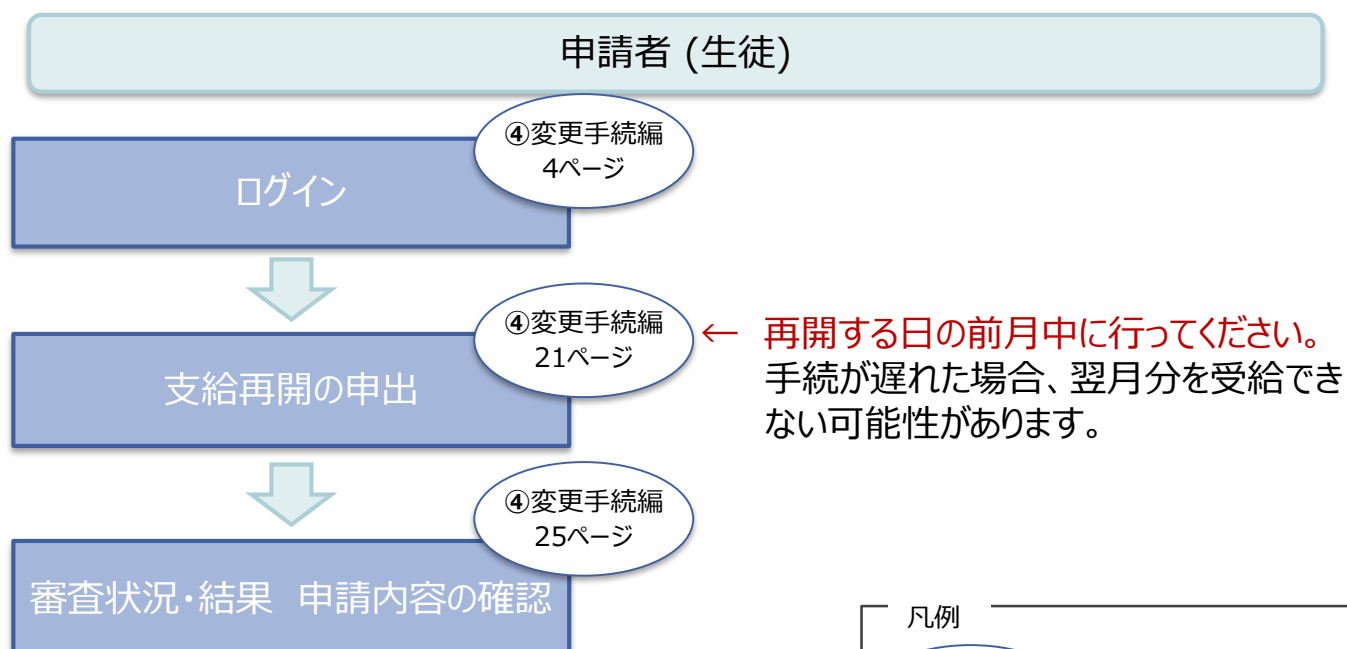 申請者 (生徒)
④変更手続編
4ページ
ログイン
④変更手続編
21ページ
← 再開する日の前月中に行ってください。
手続が遅れた場合、翌月分を受給でき
ない可能性があります。
支給再開の申出
④変更手続編
25ページ
審査状況・結果　申請内容の確認
凡例